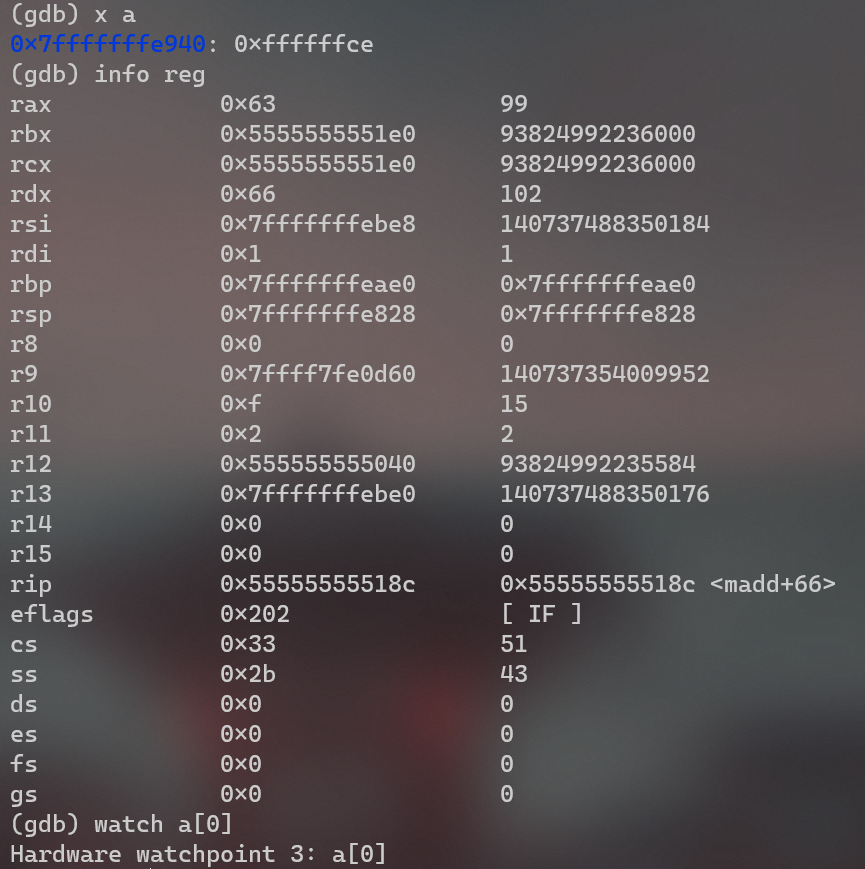 (gdb) x a
0x7fffffffe940: 0xffffffce
(gdb) info reg
rax 0x63 99
rbx 0x5555555551e0 93824992236000
rcx 0x5555555551e0 93824992236000
rdx 0x66 102
rsi 0x7fffffffebe8 140737488350184
rdi 0x1 1
rbp 0x7fffffffeae0 0x7fffffffeae0
rsp 0x7fffffffe828 0x7fffffffe828
r8 0x0 0
r9 0x7ffff7fe0d60 140737354009952
r10 0xf 15
r11 0x2 2
r12 0x555555555040 93824992235584
r13 0x7fffffffebe0 140737488350176
r14 0x0 0
r15 0x0 0
rip 0x55555555518c 0x55555555518c <madd+66>
eflags 0x202 [ IF ]
cs 0x33 51
ss 0x2b 43
ds 0x0 0
es 0x0 0
fs 0x0 0
gs 0x0 0
(gdb) watch a[0]
Hardware watchpoint 3: a[0]